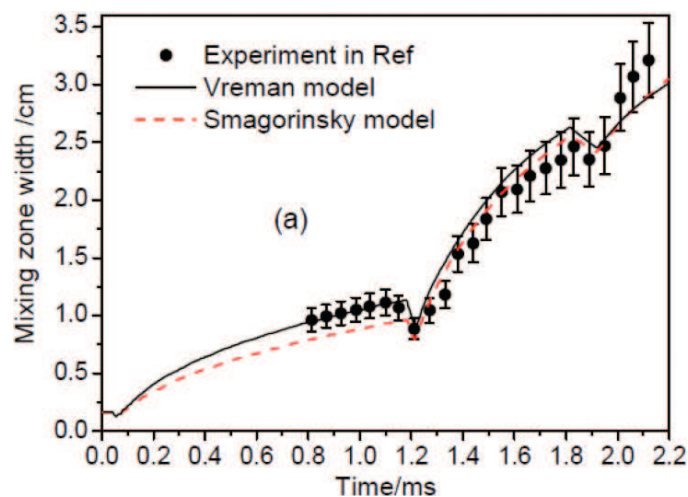 3.5
3.0
2.5
2.0
1.5
1.0
0.5
0.0
Mixing zone width /cm
Experiment in Ref
Vreman model
Smagorinsky model
(a)
0.0 0.2 0.4 0.6 0.8 1.0 1.2 1.4 1.6 1.8 2.0 2.2
Time/ms